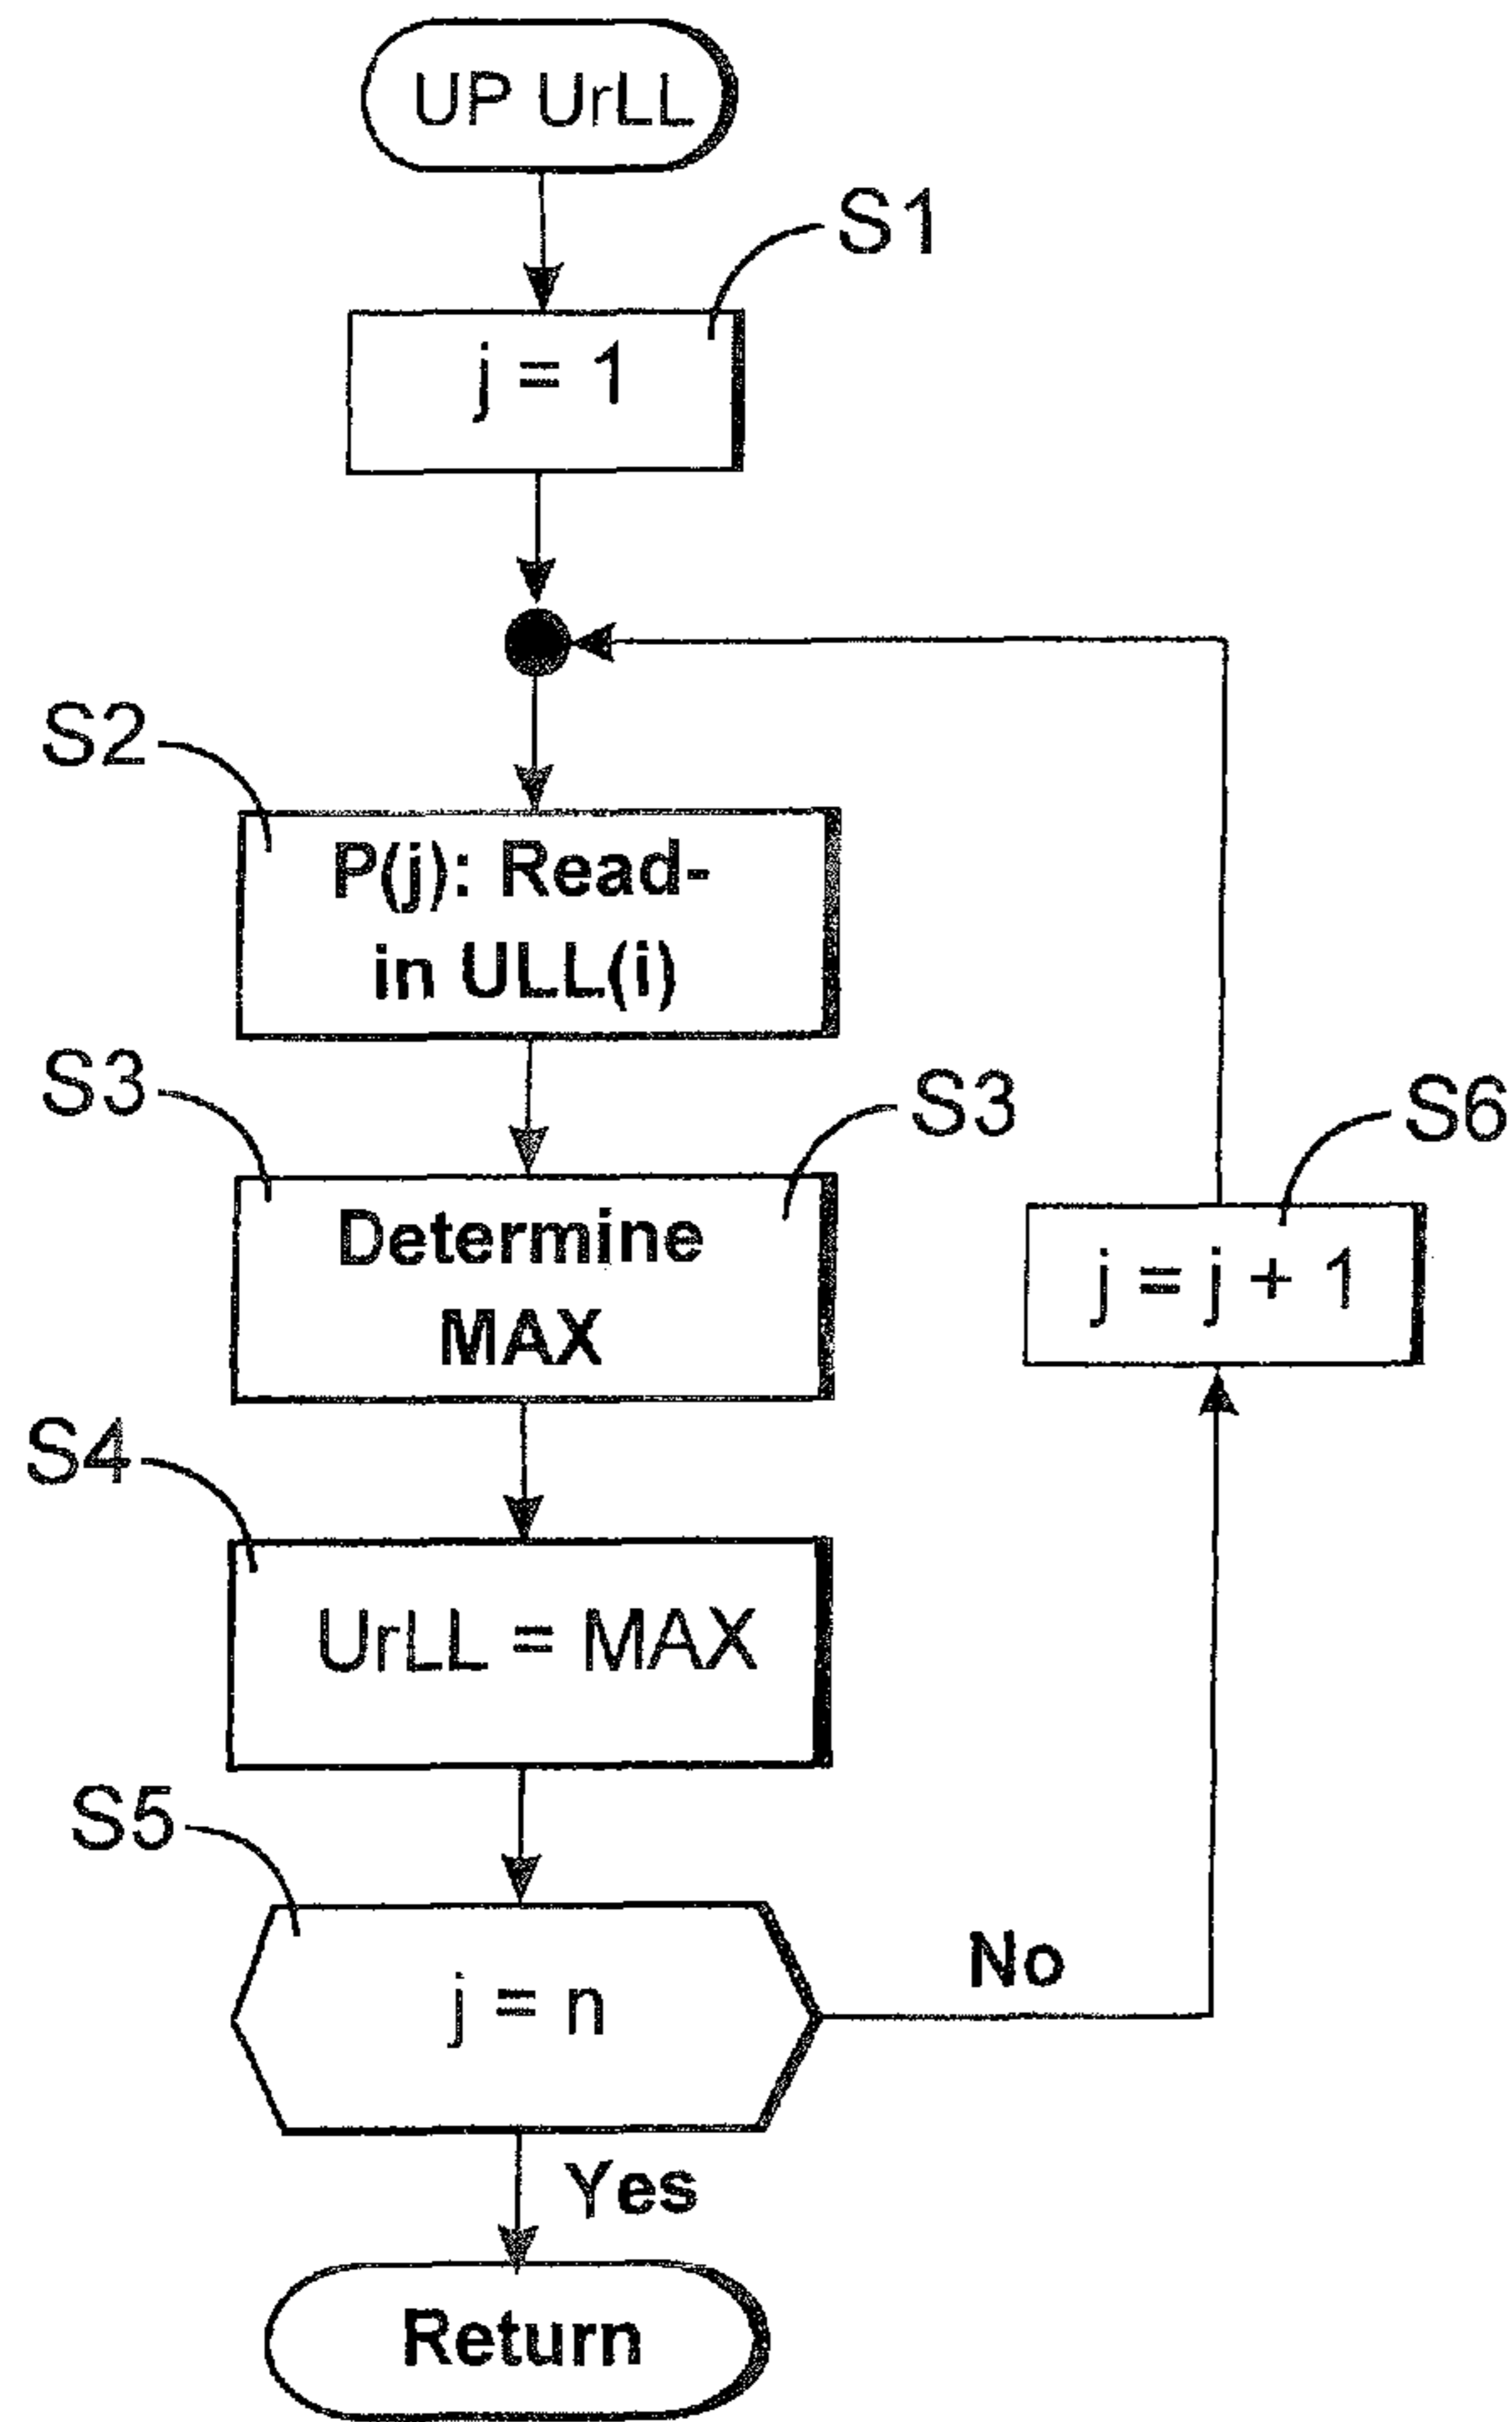 UP UrLL
S1
j = 1
S2
P(j): Read-
in ULL(i)
S3
S3
Determine
MAX
S6
j = j + 1
S4
UrLL = MAX
S5
j = n
No
Yes
Return